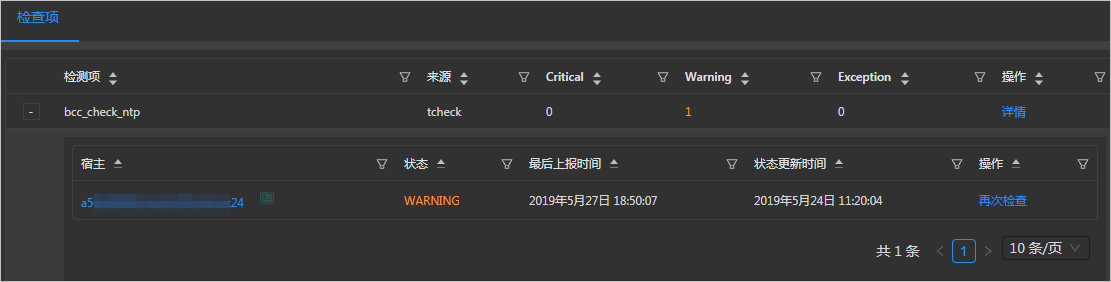 检查项
检测项 来源 Critical Warning Exception 操作
- bcc_check_ntp tcheck 0 1 0 详情
宿主 状态 最后上报时间 状态更新时间 操作
a5 24 WARNING 2019年5月27日 18:50:07 2019年5月24日 11:20:04 再次检查
共 1 条 < 1 > 10 条/页